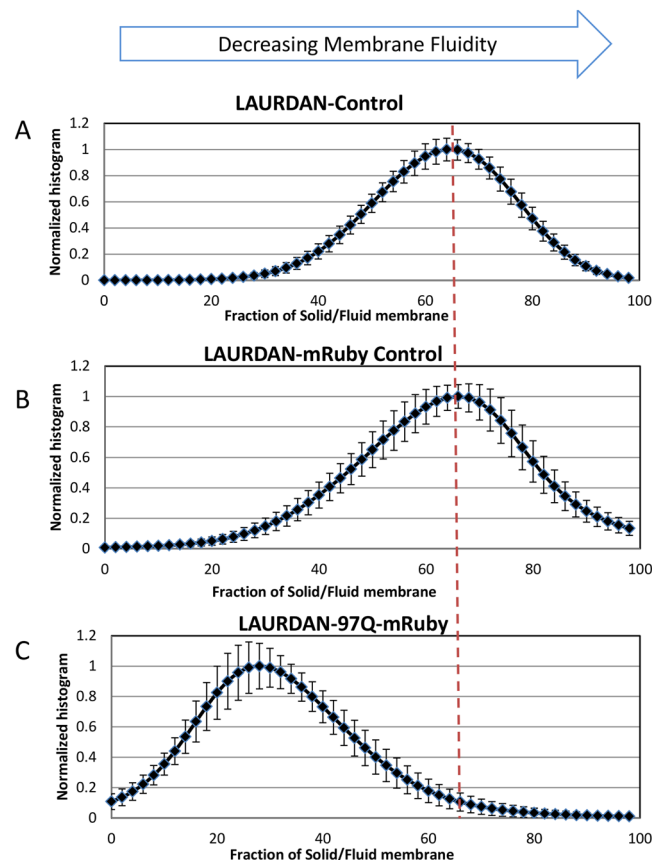 Decreasing Membrane Fluidity
LAURDAN-Control
A
Normalized histogram
1.2
1
0.8
0.6
0.4
0.2
0
0 20 40 60 80 100
Fraction of Solid/Fluid membrane
LAURDAN-mRuby Control
B
Normalized histogram
1.2
1
0.8
0.6
0.4
0.2
0
0 20 40 60 80 100
Fraction of Solid/Fluid membrane
LAURDAN-97Q-mRuby
C
Normalized histogram
1.2
1
0.8
0.6
0.4
0.2
0
0 20 40 60 80 100
Fraction of Solid/Fluid membrane